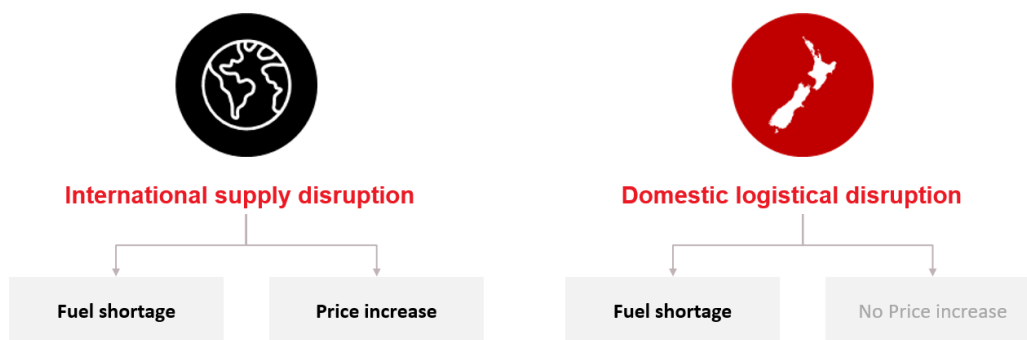 International supply disruption
Domestic logistical disruption
Fuel shortage
Price increase
Fuel shortage
No Price increase